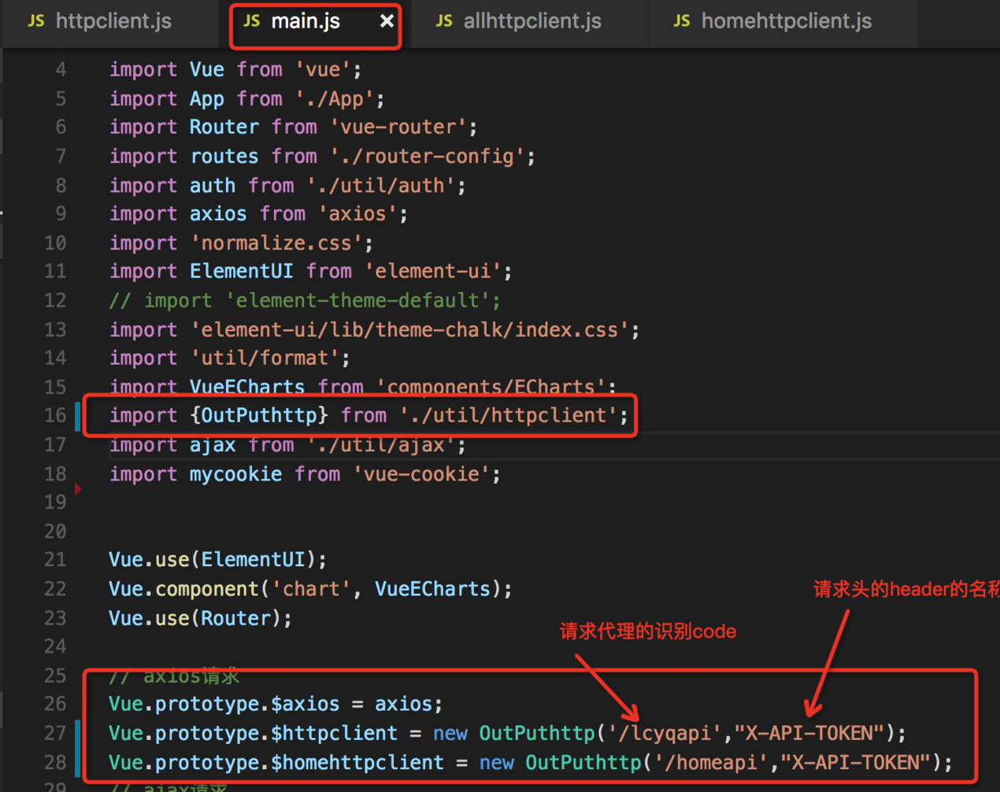 JS httpclient.js JS main.js × JS allhttpclient.js JS homehttpclient.js
4 import Vue from 'vue';
5 import App from './App';
6 import Router from 'vue-router';
7 import routes from './router-config';
8 import auth from './util/auth';
9 import axios from 'axios';
10 import 'normalize.css';
11 import ElementUI from 'element-ui';
12 // import 'element-theme-default';
13 import 'element-ui/lib/theme-chalk/index.css';
14 import 'util/format';
15 import VueECharts from 'components/ECharts';
16 import {OutPuthttp} from './util/httpclient';
17 import ajax from './util/ajax';
18 import mycookie from 'vue-cookie';
19
20
21 Vue.use(ElementUI);
22 Vue.component('chart', VueECharts);
请求头的header的名称
23 Vue.use(Router);
请求代理的识别code
24
25 // axios请求
26 Vue.prototype.$axios = axios;
27 Vue.prototype.$httpclient = new OutPuthttp('/lcyqapi',"X-API-TOKEN");
28 Vue.prototype.$homehttpclient = new OutPuthttp('/homeapi',"X-API-TOKEN");
29 // ajax请求